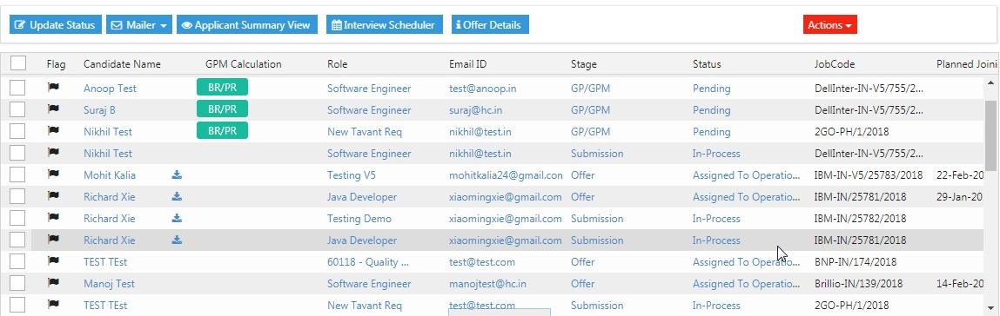 Update Status Mailer Applicant Summary View Interview Scheduler Offer Details Actions
Flag Candidate Name GPM Calculation Role Email ID Stage Status JobCode Planned Joini
Anoop Test BR/PR Software Engineer test@anoop.in GP/GPM Pending DellInter-IN-V5/755/2...
Suraj B BR/PR Software Engineer suraj@hc.in GP/GPM Pending DellInter-IN-V5/755/2...
Nikhil Test BR/PR New Tavant Req nikhil@test.in GP/GPM Pending 2GO-PH/1/2018
Nikhil Test Software Engineer nikhil@test.in Submission In-Process DellInter-IN-V5/755/2...
Mohit Kalia Testing V5 mohitkalia24@gmail.con Offer Assigned To Operatio... IBM-IN-V5/25783/2018 22-Feb-20
Richard Xie Java Developer xiaomingxie@gmail.com Offer Assigned To Operatio... IBM-IN/25781/2018 29-Jan-20
Richard Xie Testing Demo xiaomingxie@gmail.com Submission In-Process IBM-IN/25782/2018
Richard Xie Java Developer xiaomingxie@gmail.com Submission In-Process IBM-IN/25781/2018
TEST TEst 60118 - Quality ... test@test.com Offer Assigned To Operatio... BNP-IN/174/2018
Manoj Test Software Engineer manojtest@hc.in Offer Assigned To Operatio... Brillio-IN/139/2018 14-Feb-20
TEST TEst New Tavant Req test@test.com Submission In-Process 2GO-PH/1/2018